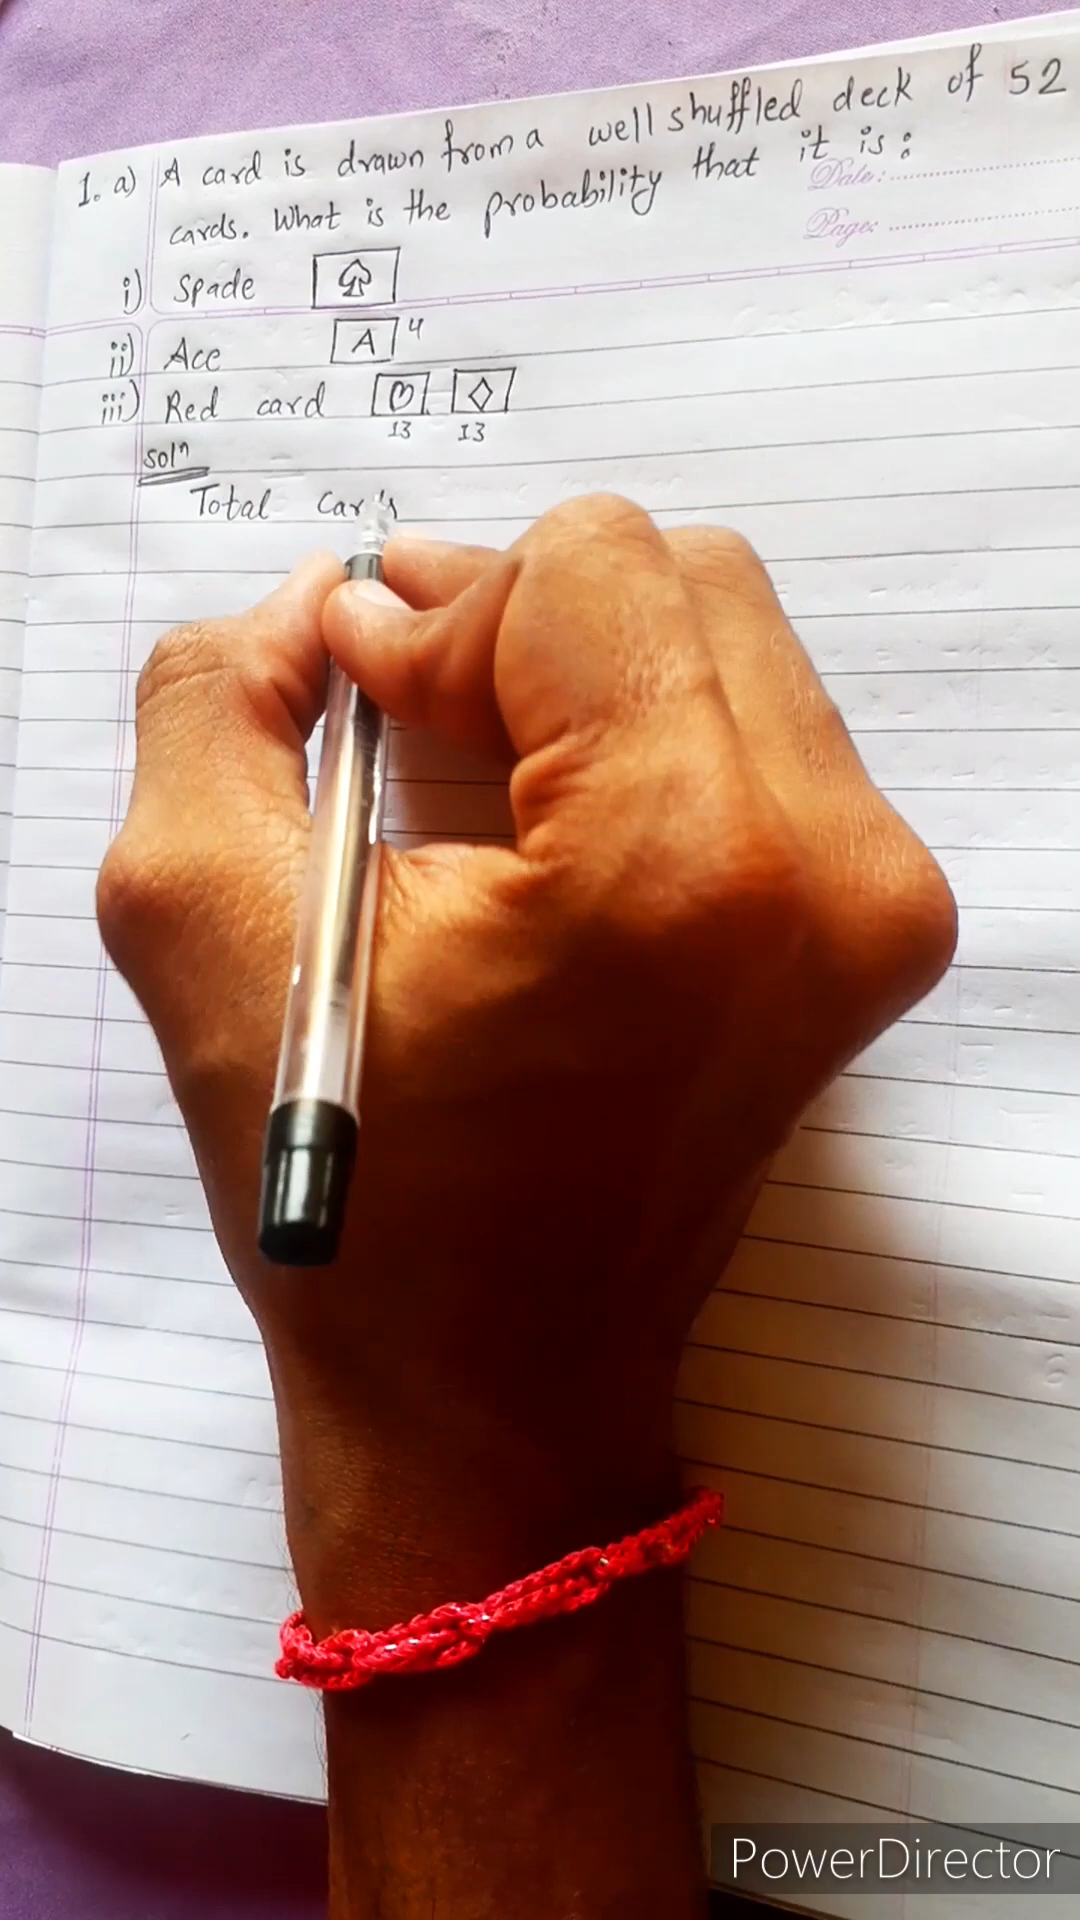 1. a) A card is drawn from a well shuffled deck of 52
cards. What is the probability that it is:
Date:
Page:
i) Spade
ii) Ace A 4
iii) Red card
13 13
Solⁿ
Total Cards
PowerDirector